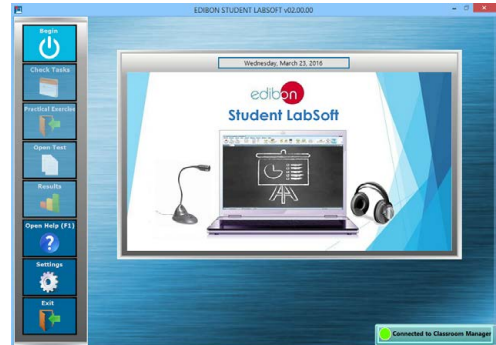 EDIBON STUDENT LABSOFT v02.00.00
Begin
Check Tasks
Practical Exercise
Open Test
Results
Open Help (F1)
Settings
Exit
Wednesday, March 23, 2016
edibon
Student LabSoft
Connected to Classroom Manager